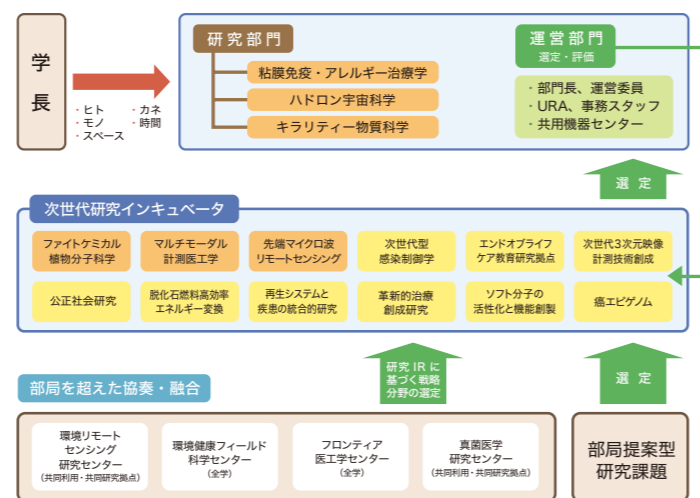 学
長
・ヒト
・モノ
・スペース
・カネ
・時間
研究部門
粘膜免疫・アレルギー治療学
ハドロン宇宙科学
キラリティー物質科学
運営部門
選定・評価
・部門長、運営委員
・URA、事務スタッフ
・共用機器センター
選 定
次世代研究インキュベータ
ファイトケミカル
植物分子科学
マルチモーダル
計測医工学
先端マイクロ波
リモートセンシング
次世代型
感染制御学
エンドオブライフ
ケア教育研究拠点
次世代3次元映像
計測技術創成
公正社会研究
脱化石燃料高効率
エネルギー変換
再生システムと
疾患の統合的研究
革新的治療
創成研究
ソフト分子の
活性化と機能創製
癌エピゲノム
部局を超えた協奏・融合
研究 IR に
基づく戦略
分野の選定
選 定
環境リモート
センシング
研究センター
(共同利用・共同研究拠点)
環境健康フィールド
科学センター
(全学)
フロンティア
医工学センター
(全学)
真菌医学
研究センター
(共同利用・共同研究拠点)
部局提案型
研究課題